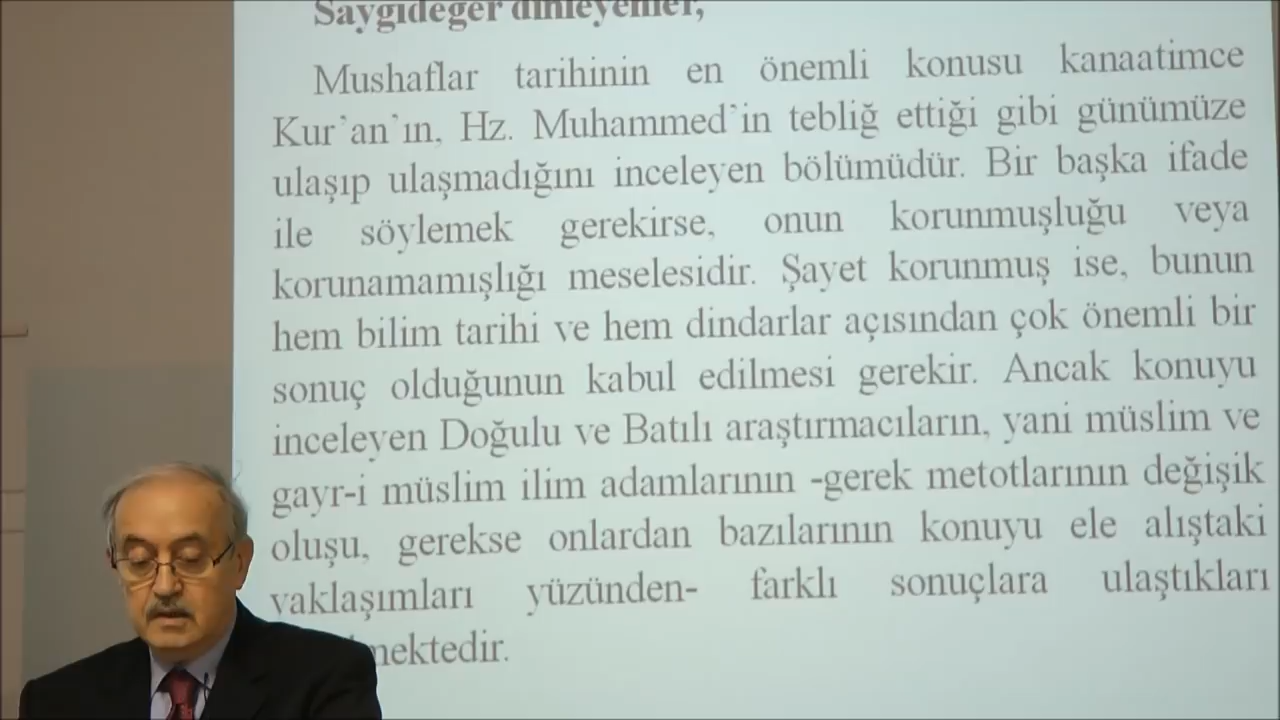 Saygıdeğer dinleyenler,
Mushaflar tarihinin en önemli konusu kanaatimce
Kur’an’ın, Hz. Muhammed’in tebliğ ettiği gibi günümüze
ulaşıp ulaşmadığını inceleyen bölümüdür. Bir başka ifade
ile söylemek gerekirse, onun korunmuşluğu veya
korunamamışlığı meselesidir. Şayet korunmuş ise, bunun
hem bilim tarihi ve hem dindarlar açısından çok önemli bir
sonuç olduğunun kabul edilmesi gerekir. Ancak konuyu
inceleyen Doğulu ve Batılı araştırmacıların, yani müslim ve
gayr-i müslim ilim adamlarının -gerek metotlarının değişik
oluşu, gerekse onlardan bazılarının konuyu ele alıştaki
yaklaşımları yüzünden- farklı sonuçlara ulaştıkları